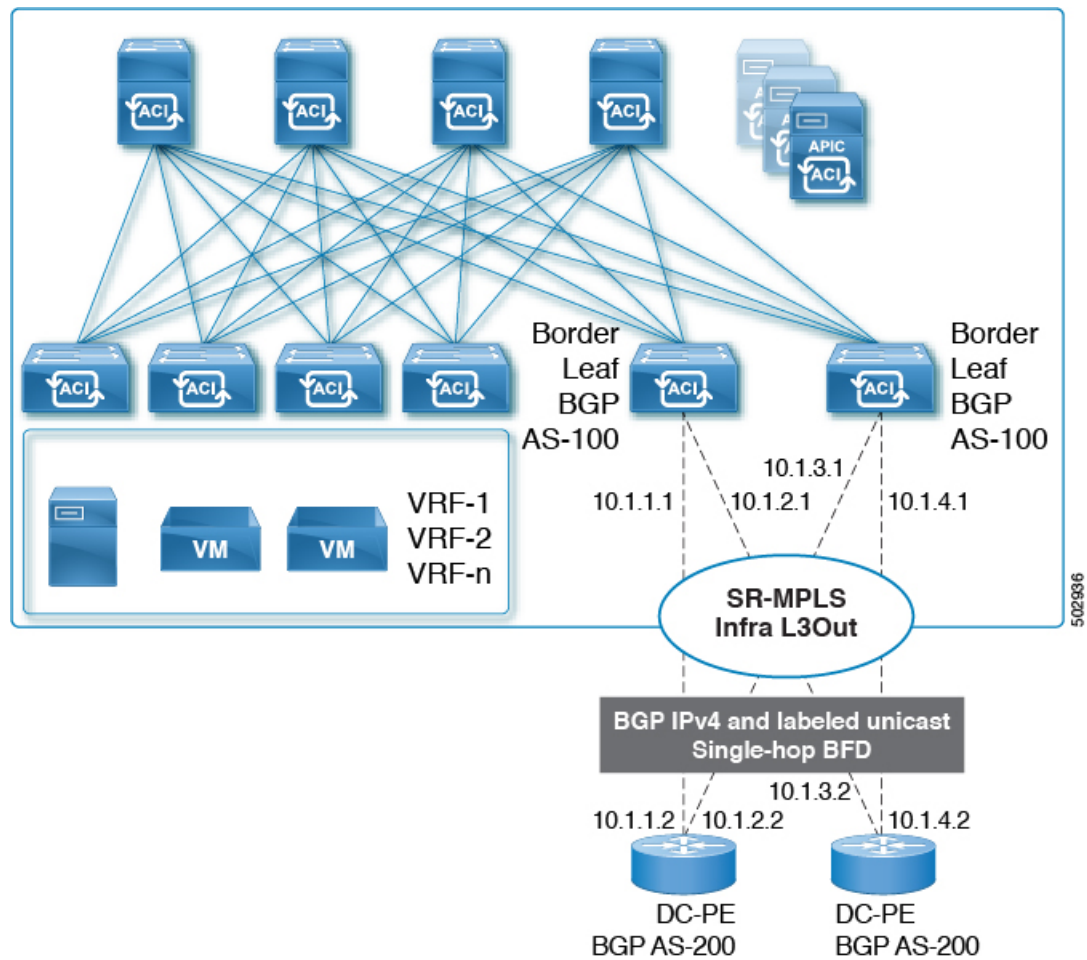 ACI
ACI
ACI
ACI
APIC
ACI
ACI
ACI
ACI
ACI
Border
Leaf
BGP
AS-100
ACI
ACI
Border
Leaf
BGP
AS-100
VM
VM
VRF-1
VRF-2
VRF-n
10.1.1.1
10.1.2.1
10.1.3.1
10.1.4.1
SR-MPLS
Infra L3Out
502936
BGP IPv4 and labeled unicast
Single-hop BFD
10.1.3.2
10.1.1.2
10.1.2.2
10.1.4.2
DC-PE
BGP AS-200
DC-PE
BGP AS-200